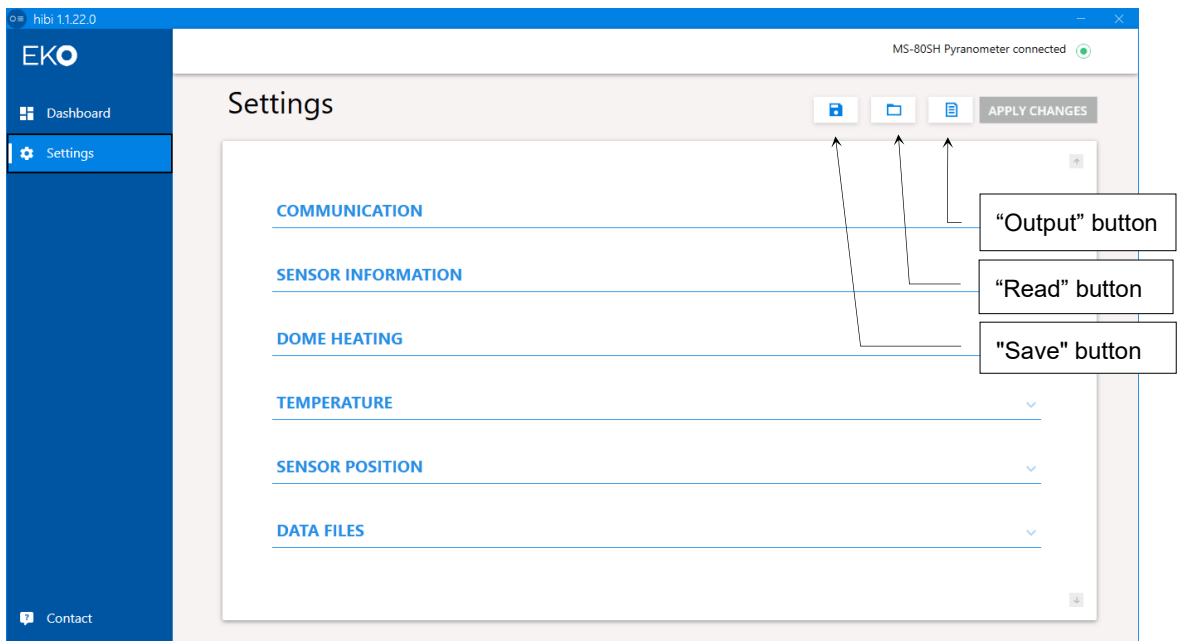 hibi 1.1.22.0
EKO
MS-80SH Pyranometer connected
Dashboard
Settings
Settings
APPLY CHANGES
COMMUNICATION
“Output” button
SENSOR INFORMATION
“Read” button
DOME HEATING
"Save" button
TEMPERATURE
SENSOR POSITION
DATA FILES
Contact